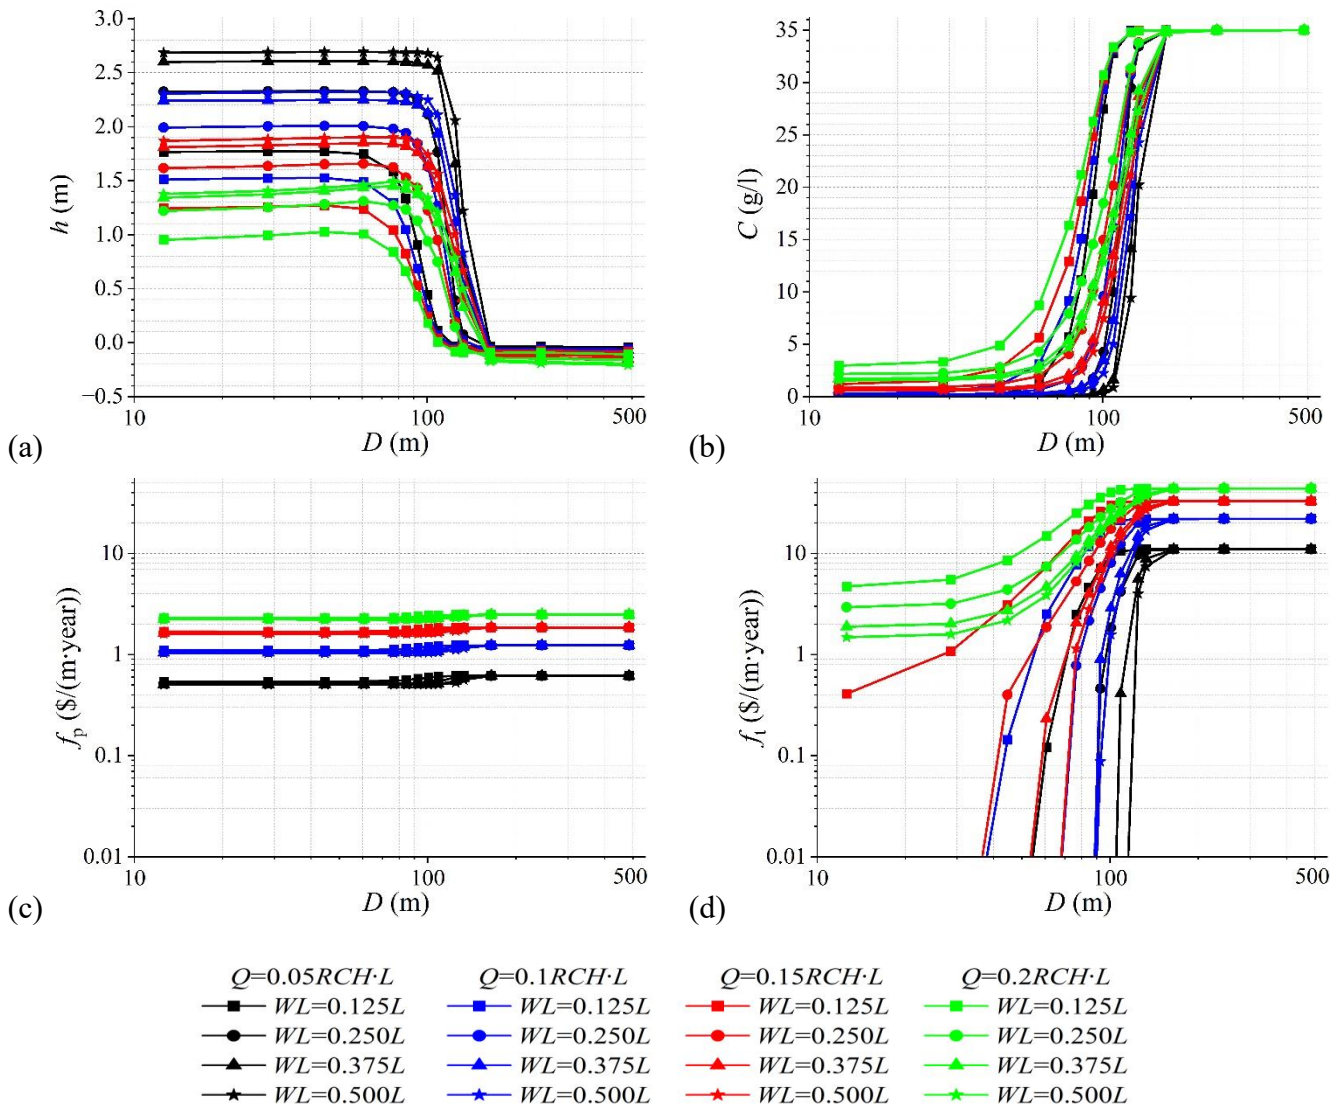 3.0
2.5
2.0
1.5
1.0
0.5
0.0
−0.5
h (m)
10
100
500
D (m)
(a)
35
30
25
20
15
10
5
0
C (g/l)
10
100
500
D (m)
(b)
10
1
0.1
0.01
fp ($/(m·year))
10
100
500
D (m)
(c)
10
1
0.1
0.01
ft ($/(m·year))
10
100
500
D (m)
(d)
Q=0.05RCH·L Q=0.1RCH·L Q=0.15RCH·L Q=0.2RCH·L
WL=0.125L WL=0.125L WL=0.125L WL=0.125L
WL=0.250L WL=0.250L WL=0.250L WL=0.250L
WL=0.375L WL=0.375L WL=0.375L WL=0.375L
WL=0.500L WL=0.500L WL=0.500L WL=0.500L